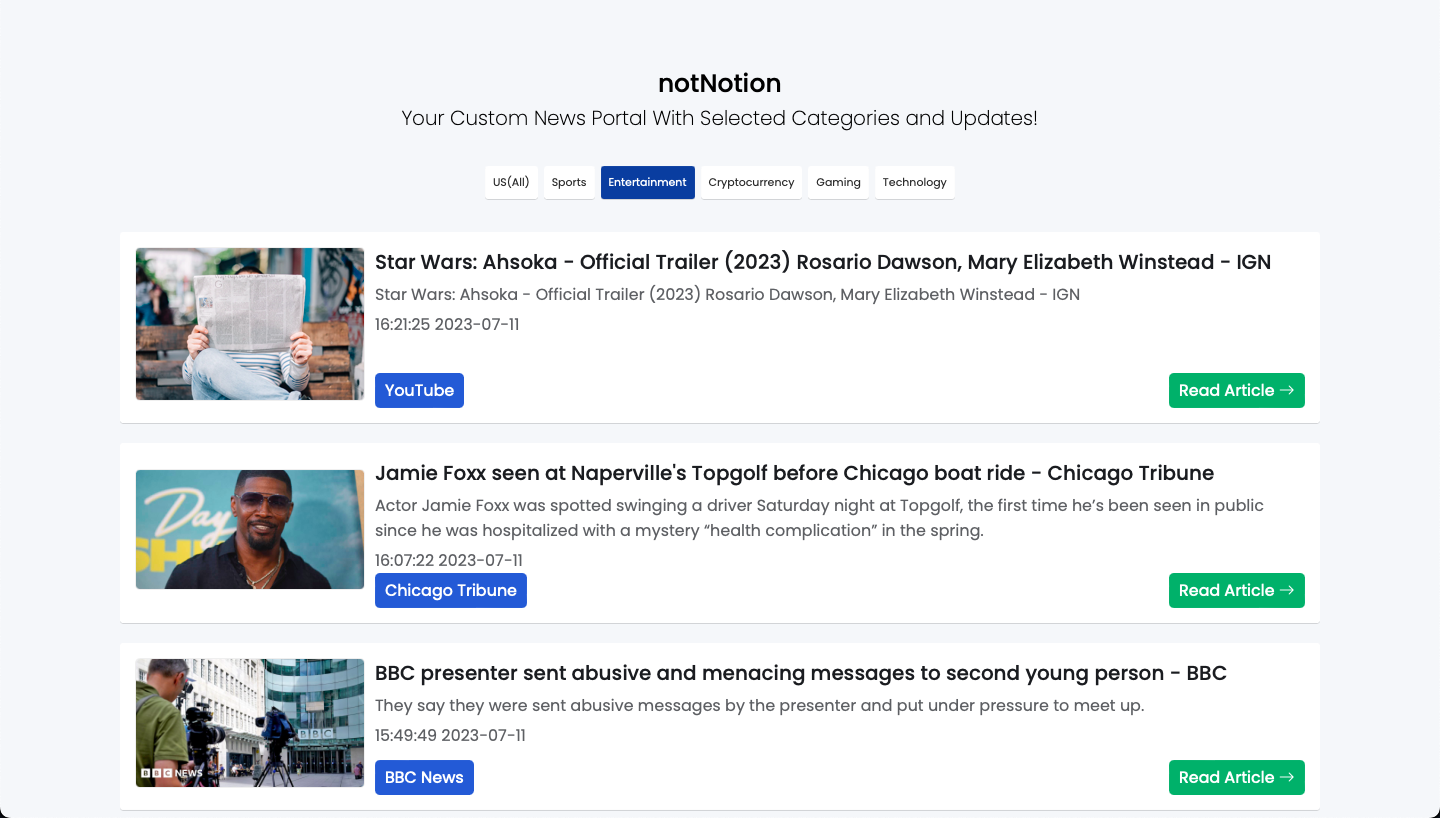 notNotion
Your Custom News Portal With Selected Categories and Updates!
US(All)
Sports
Entertainment
Cryptocurrency
Gaming
Technology
Star Wars: Ahsoka - Official Trailer (2023) Rosario Dawson, Mary Elizabeth Winstead - IGN
Star Wars: Ahsoka - Official Trailer (2023) Rosario Dawson, Mary Elizabeth Winstead - IGN
16:21:25 2023-07-11
YouTube
Read Article →
Day
SH
Jamie Foxx seen at Naperville's Topgolf before Chicago boat ride - Chicago Tribune
Actor Jamie Foxx was spotted swinging a driver Saturday night at Topgolf, the first time he’s been seen in public
since he was hospitalized with a mystery “health complication” in the spring.
16:07:22 2023-07-11
Chicago Tribune
Read Article →
BBC
BBC NEWS
BBC presenter sent abusive and menacing messages to second young person - BBC
They say they were sent abusive messages by the presenter and put under pressure to meet up.
15:49:49 2023-07-11
BBC News
Read Article →